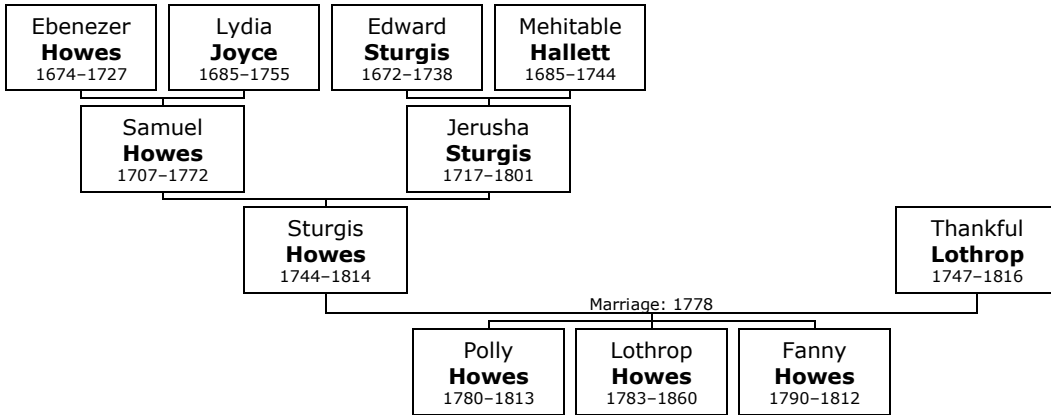 Ebenezer
Howes
1674–1727
Lydia
Joyce
1685–1755
Edward
Sturgis
1672–1738
Mehitable
Hallett
1685–1744
Samuel
Howes
1707–1772
Jerusha
Sturgis
1717–1801
Sturgis
Howes
1744–1814
Thankful
Lothrop
1747–1816
Marriage: 1778
Polly
Howes
1780–1813
Lothrop
Howes
1783–1860
Fanny
Howes
1790–1812